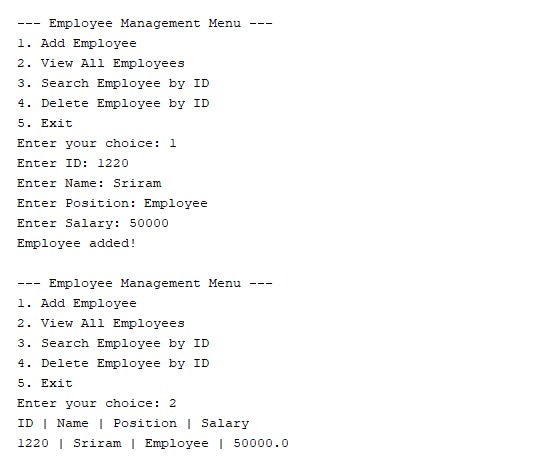 --- Employee Management Menu ---
1. Add Employee
2. View All Employees
3. Search Employee by ID
4. Delete Employee by ID
5. Exit
Enter your choice: 1
Enter ID: 1220
Enter Name: Sriram
Enter Position: Employee
Enter Salary: 50000
Employee added!

--- Employee Management Menu ---
1. Add Employee
2. View All Employees
3. Search Employee by ID
4. Delete Employee by ID
5. Exit
Enter your choice: 2
ID | Name | Position | Salary
1220 | Sriram | Employee | 50000.0